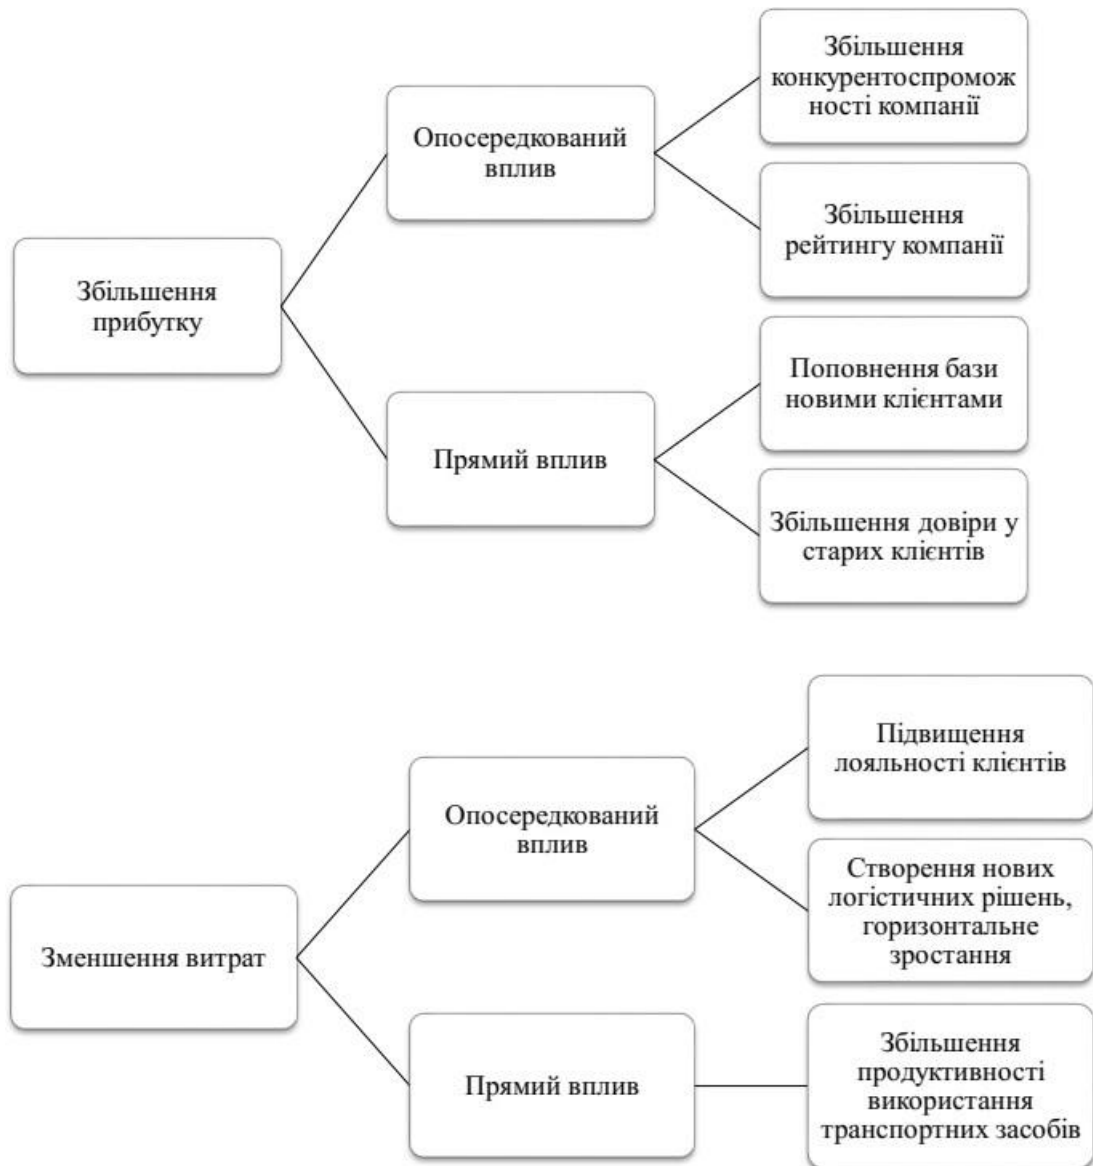 Збільшення
прибутку
Опосередкований
вплив
Збільшення
конкурентоспромож
ності компанії
Збільшення
рейтингу компанії
Прямий вплив
Поповнення бази
новими клієнтами
Збільшення довіри у
старих клієнтів
Зменшення витрат
Опосередкований
вплив
Підвищення
лояльності клієнтів
Створення нових
логістичних рішень,
горизонтальне
зростання
Прямий вплив
Збільшення
продуктивності
використання
транспортних засобів